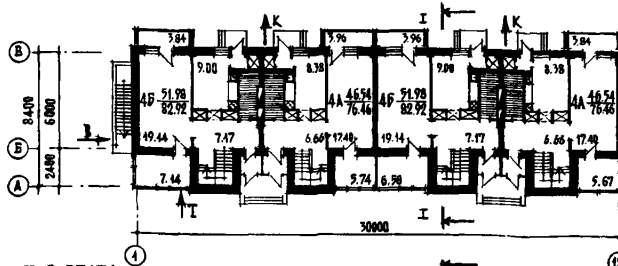 К І К
3.84 3.96 3.96 3.84
В 9.00 8.38 9.00 8.38
4Б 51.98 82.92 4А 46.54 76.46 4Б 51.98 82.92 4А 46.54 76.46
8400 6000
В 19.44 7.17 6.66 17.40 19.14 7.17 6.66 17.40
Б
2400 7.44 5.74 6.50 5.67
А
І І
30000
1